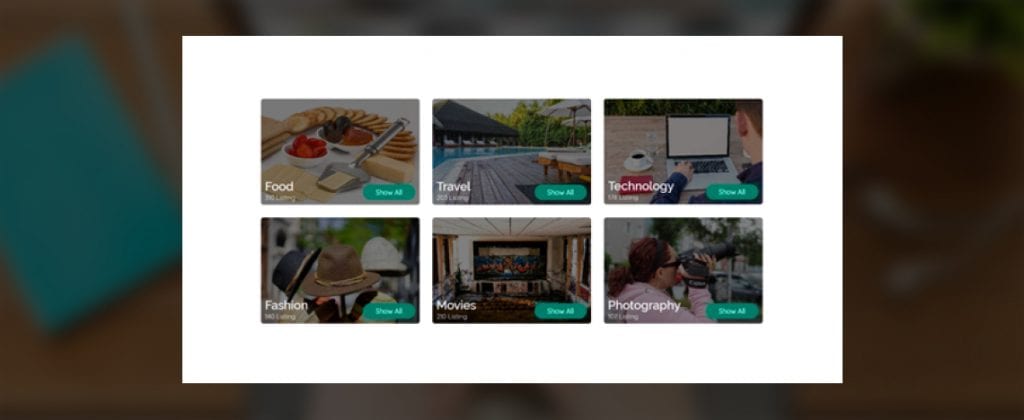 Food
Listing
Show All
Travel
203 Listing
Show All
Technology
178 Listing
Show All
Fashion
140 Listing
Show All
Movies
210 Listing
Show All
Photography
107 Listing
Show All